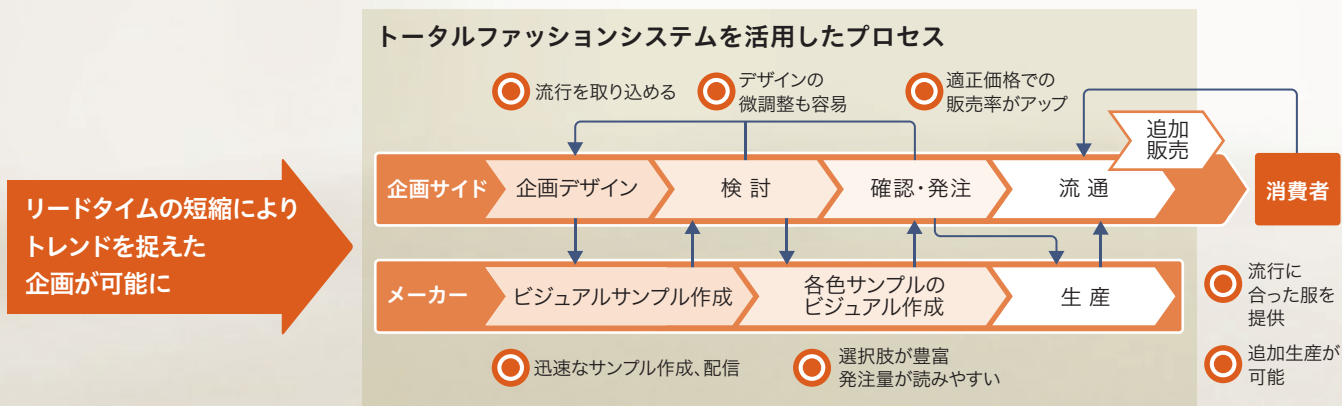 トータルファッションシステムを活用したプロセス
流行を取り込める
デザインの
微調整も容易
適正価格での
販売率がアップ
追加
販売
企画サイド
企画デザイン
検討
確認・発注
流通
消費者
リードタイムの短縮により
トレンドを捉えた
企画が可能に
メーカー
ビジュアルサンプル作成
各色サンプルの
ビジュアル作成
生産
流行に
合った服を
提供
迅速なサンプル作成、配信
選択肢が豊富
発注量が読みやすい
追加生産が
可能